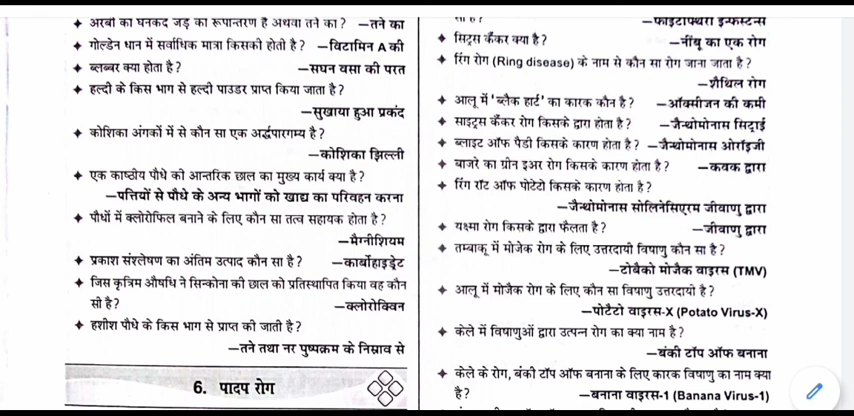 ✦ अरबी का घनकंद जड़ का रूपान्तरण है अथवा तने का? —तने का
✦ गोल्डेन धान में सर्वाधिक मात्रा किसकी होती है? —विटामिन A की
✦ ब्लब्बर क्या होता है? —सघन वसा की परत
✦ हल्दी के किस भाग से हल्दी पाउडर प्राप्त किया जाता है?
—सुखाया हुआ प्रकंद
✦ कोशिका अंगकों में से कौन सा एक अर्द्धपारगम्य है?
—कोशिका झिल्ली
✦ एक काष्ठीय पौधे की आन्तरिक छाल का मुख्य कार्य क्या है?
—पत्तियों से पौधे के अन्य भागों को खाद्य का परिवहन करना
✦ पौधों में क्लोरोफिल बनाने के लिए कौन सा तत्व सहायक होता है?
—मैग्नीशियम
✦ प्रकाश संश्लेषण का अंतिम उत्पाद कौन सा है? —कार्बोहाइड्रेट
✦ जिस कृत्रिम औषधि ने सिन्कोना की छाल को प्रतिस्थापित किया वह कौन
सी है? —क्लोरोक्विन
✦ हशीश पौधे के किस भाग से प्राप्त की जाती है?
—तने तथा नर पुष्पक्रम के निस्राव से
6. पादप रोग
—फाइटोफ्थेरा इन्फेस्टेन्स
✦ सिट्रस कैंकर क्या है? —नींबू का एक रोग
✦ रिंग रोग (Ring disease) के नाम से कौन सा रोग जाना जाता है?
—शैथिल रोग
✦ आलू में 'ब्लैक हार्ट' का कारक कौन है? —ऑक्सीजन की कमी
✦ साइट्रस कैंकर रोग किसके द्वारा होता है? —जैन्थोमोनास सिट्राई
✦ ब्लाइट ऑफ पैडी किसके कारण होता है? —जैन्थोमोनास ओराँइजी
✦ बाजरे का ग्रीन इअर रोग किसके कारण होता है? —कवक द्वारा
✦ रिंग रॉट ऑफ पोटेटो किसके कारण होता है?
—जैन्थोमोनास सोलिनेसिएरम जीवाणु द्वारा
✦ यक्ष्मा रोग किसके द्वारा फैलता है? —जीवाणु द्वारा
✦ तम्बाकू में मोजेक रोग के लिए उत्तरदायी विषाणु कौन सा है?
—टोबैको मोजैक वाइरस (TMV)
✦ आलू में मोजैक रोग के लिए कौन सा विषाणु उत्तरदायी है?
—पोटैटो वाइरस-X (Potato Virus-X)
✦ केले में विषाणुओं द्वारा उत्पन्न रोग का क्या नाम है?
—बंकी टॉप ऑफ बनाना
✦ केले के रोग, बंकी टॉप ऑफ बनाना के लिए कारक विषाणु का नाम क्या
है? —बनाना वाइरस-1 (Banana Virus-1)